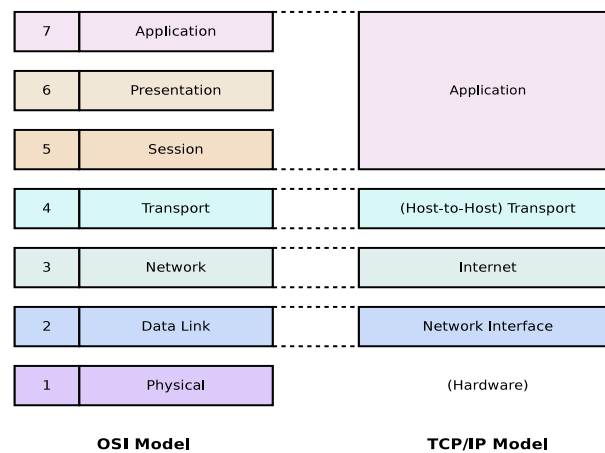 7 Application
6 Presentation
5 Session
4 Transport
3 Network
2 Data Link
1 Physical
OSI Model
Application
(Host-to-Host) Transport
Internet
Network Interface
(Hardware)
TCP/IP Model